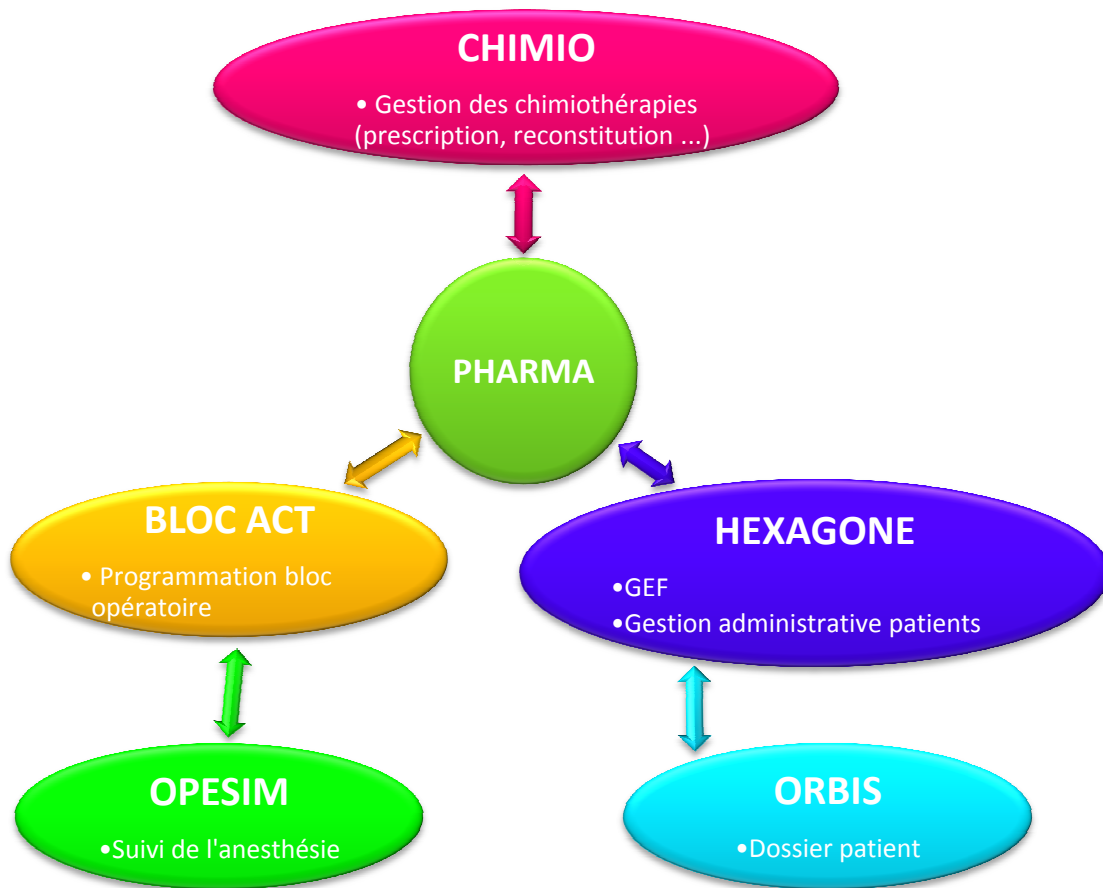 CHIMIO
• Gestion des chimiothérapies
(prescription, reconstitution ...)
PHARMA
BLOC ACT
• Programmation bloc
opératoire
HEXAGONE
•GEF
•Gestion administrative patients
OPESIM
•Suivi de l'anesthésie
ORBIS
•Dossier patient